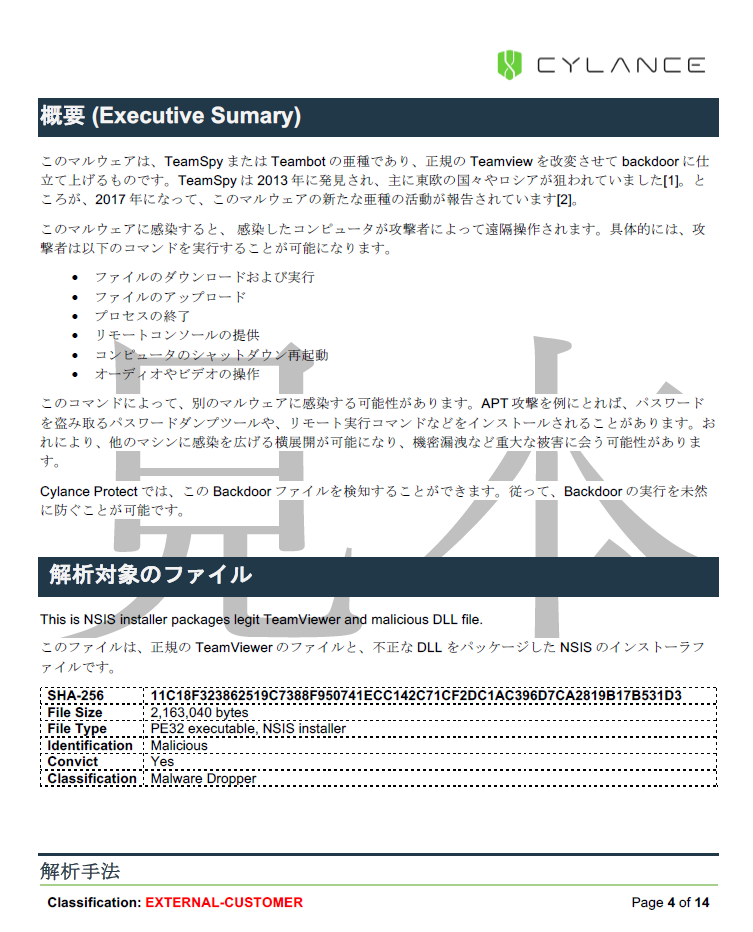 CYLANCE
概要 (Executive Sumary)
このマルウェアは、TeamSpy または Teambot の亜種であり、正規の Teamview を改変させて backdoor に仕
立て上げるものです。TeamSpy は 2013 年に発見され、主に東欧の国々やロシアが狙われていました[1]。と
ころが、2017 年になって、このマルウェアの新たな亜種の活動が報告されています[2]。
このマルウェアに感染すると、 感染したコンピュータが攻撃者によって遠隔操作されます。具体的には、攻
撃者は以下のコマンドを実行することが可能になります。
• ファイルのダウンロードおよび実行
• ファイルのアップロード
• プロセスの終了
• リモートコンソールの提供
• コンピュータのシャットダウン再起動
• オーディオやビデオの操作
このコマンドによって、別のマルウェアに感染する可能性があります。APT 攻撃を例にとれば、パスワード
を盗み取るパスワードダンプツールや、リモート実行コマンドなどをインストールされることがあります。お
れにより、他のマシンに感染を広げる横展開が可能になり、機密漏洩など重大な被害に会う可能性がありま
す。
Cylance Protect では、この Backdoor ファイルを検知することができます。従って、Backdoor の実行を未然
に防ぐことが可能です。
見本
解析対象のファイル
This is NSIS installer packages legit TeamViewer and malicious DLL file.
このファイルは、正規の TeamViewer のファイルと、不正な DLL をパッケージした NSIS のインストーラフ
ァイルです。
SHA-256 11C18F323862519C7388F950741ECC142C71CF2DC1AC396D7CA2819B17B531D3
File Size 2,163,040 bytes
File Type PE32 executable, NSIS installer
Identification Malicious
Convict Yes
Classification Malware Dropper
解析手法
Classification: EXTERNAL-CUSTOMER Page 4 of 14